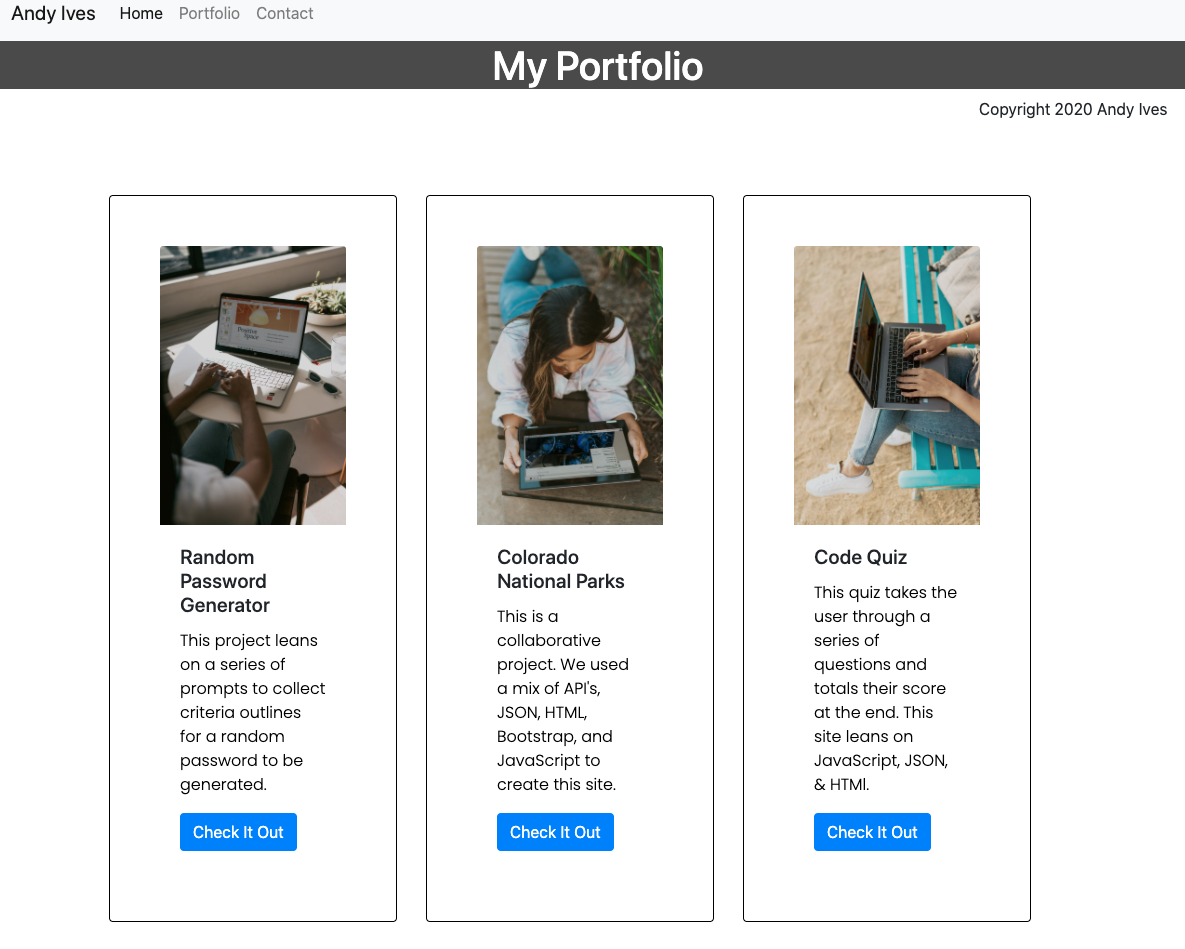 Andy Ives Home Portfolio Contact
My Portfolio
Copyright 2020 Andy Ives
Positive
Space
Random
Password
Generator
This project leans
on a series of
prompts to collect
criteria outlines
for a random
password to be
generated.
Check It Out
Colorado
National Parks
This is a
collaborative
project. We used
a mix of API's,
JSON, HTML,
Bootstrap, and
JavaScript to
create this site.
Check It Out
Code Quiz
This quiz takes the
user through a
series of
questions and
totals their score
at the end. This
site leans on
JavaScript, JSON,
& HTMl.
Check It Out